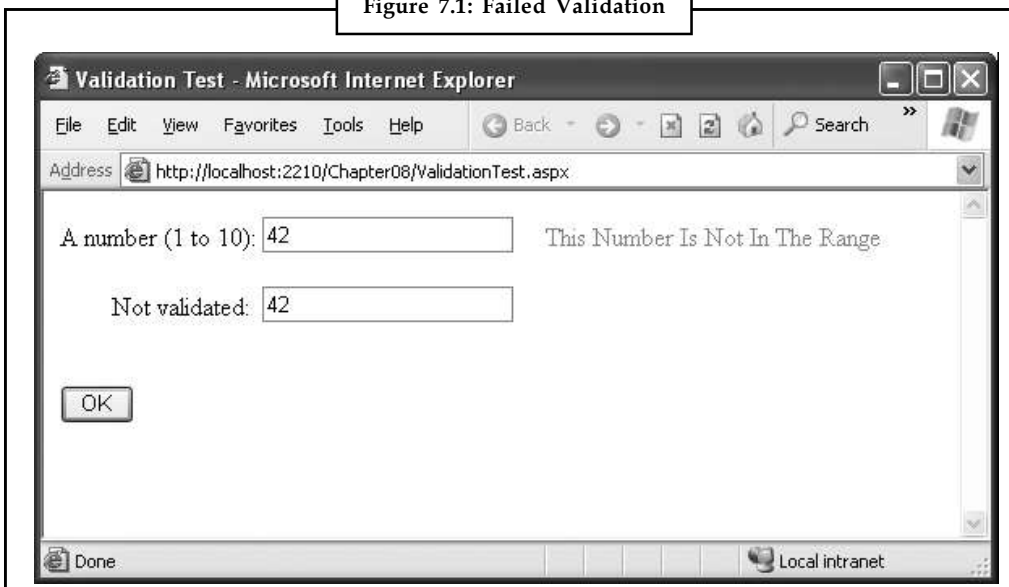 Figure 7.1: Failed Validation
Validation Test - Microsoft Internet Explorer
File Edit View Favorites Tools Help Back Search »
Address http://localhost:2210/Chapter08/ValidationTest.aspx
A number (1 to 10): 42 This Number Is Not In The Range
Not validated: 42
OK
Done Local intranet